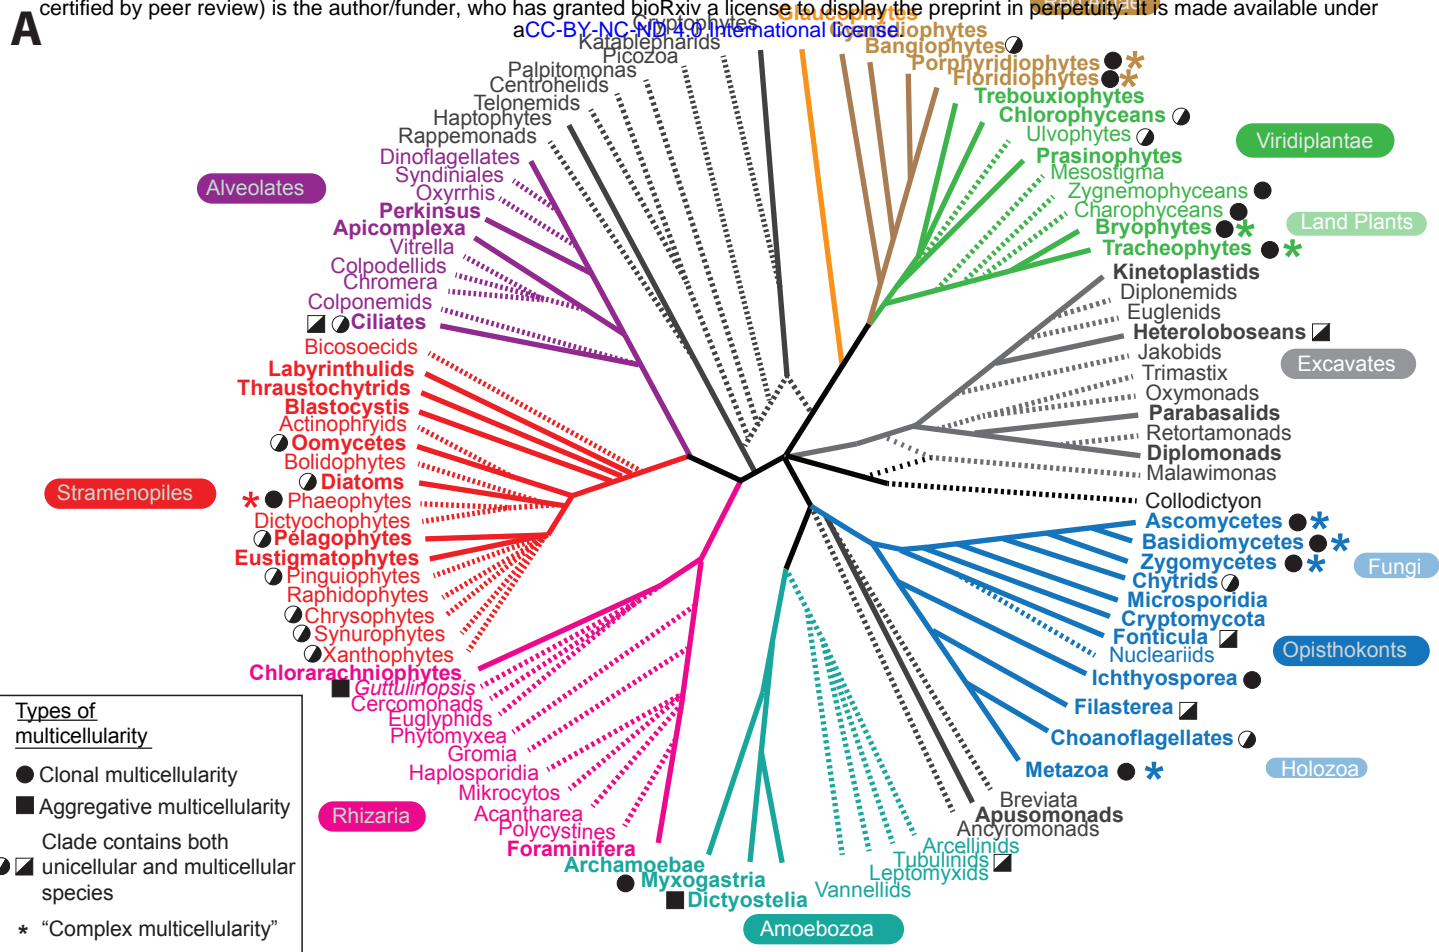 certified by peer review) is the author/funder, who has granted bioRxiv a license to display the preprint in perpetuity. It is made available under
aCC-BY-NC-ND 4.0 International license.
A
Cryptophytes
Katablepharids
Picozoa
Palpitomonas
Centrohelids
Telonemids
Haptophytes
Rappemonads
Glaucophytes
Bangiophytes
Porphyridiophytes *
Floridiophytes *
Trebouxiophytes
Chlorophyceans
Ulvophytes
Prasinophytes
Mesostigma
Zygnemophyceans
Charophyceans
Bryophytes *
Tracheophytes *
Viridiplantae
Land Plants
Kinetoplastids
Diplonemids
Euglenids
Heteroloboseans
Jakobids
Trimastix
Oxymonads
Parabasalids
Retortamonads
Diplomonads
Malawimonas
Excavates
Collodictyon
Ascomycetes *
Basidiomycetes *
Zygomycetes *
Chytrids
Microsporidia
Cryptomycota
Fonticula
Nucleariids
Ichthyosporea
Filasterea
Choanoflagellates
Metazoa *
Fungi
Opisthokonts
Holozoa
Breviata
Apusomonads
Ancyromonads
Arcellinids
Tubulinids
Leptomyxids
Vannellids
Dictyostelia
Myxogastria
Archamoebae
Amoebozoa
Alveolates
Dinoflagellates
Syndiniales
Oxyrrhis
Perkinsus
Apicomplexa
Vitrella
Colpodellids
Chromera
Colponemids
Ciliates
Bicosoecids
Labyrinthulids
Thraustochytrids
Blastocystis
Actinophryids
Oomycetes
Bolidophytes
Diatoms
* Phaeophytes
Dictyochophytes
Pelagophytes
Eustigmatophytes
Pinguiophytes
Raphidophytes
Chrysophytes
Synurophytes
Xanthophytes
Stramenopiles
Chlorarachniophytes
Guttulinopsis
Cercomonads
Euglyphids
Phytomyxea
Gromia
Haplosporidia
Mikrocytos
Acantharea
Polycystines
Foraminifera
Rhizaria
Types of
multicellularity
Clonal multicellularity
Aggregative multicellularity
Clade contains both
unicellular and multicellular
species
* “Complex multicellularity”